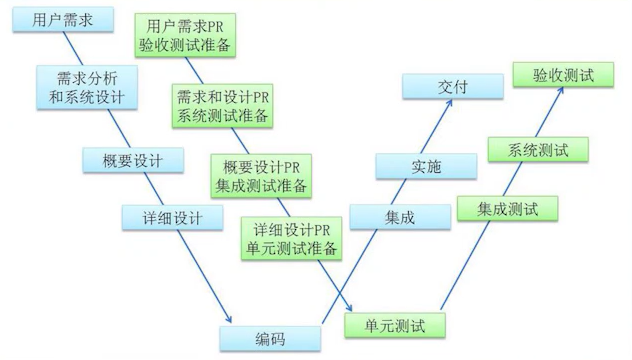 用户需求
需求分析
和系统设计
概要设计
详细设计
编码
用户需求PR
验收测试准备
需求和设计PR
系统测试准备
概要设计PR
集成测试准备
详细设计PR
单元测试准备
交付
实施
集成
验收测试
系统测试
集成测试
单元测试